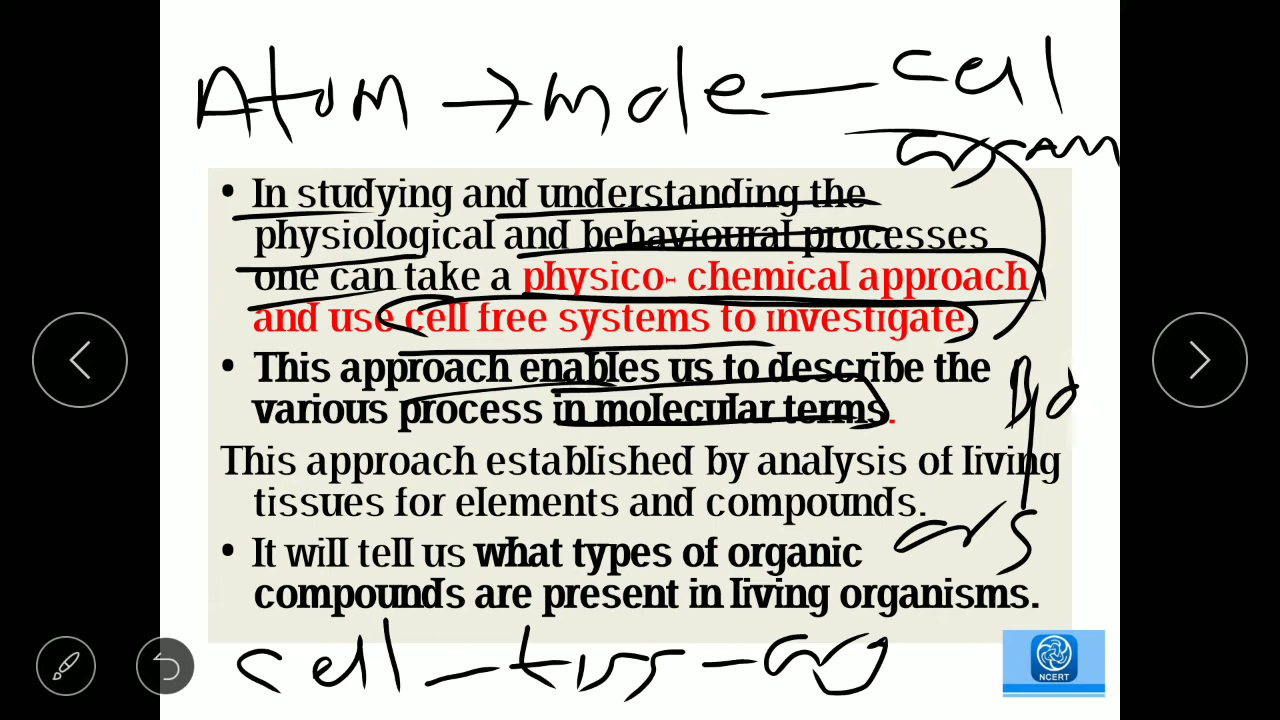 Atom → mole — cell
organ
• In studying and understanding the
physiological and behavioural processes
one can take a physico- chemical approach
and use cell free systems to investigate.
• This approach enables us to describe the
various process in molecular terms.
This approach established by analysis of living
tissues for elements and compounds.
• It will tell us what types of organic
compounds are present in living organisms.
cell — tiss —
NCERT